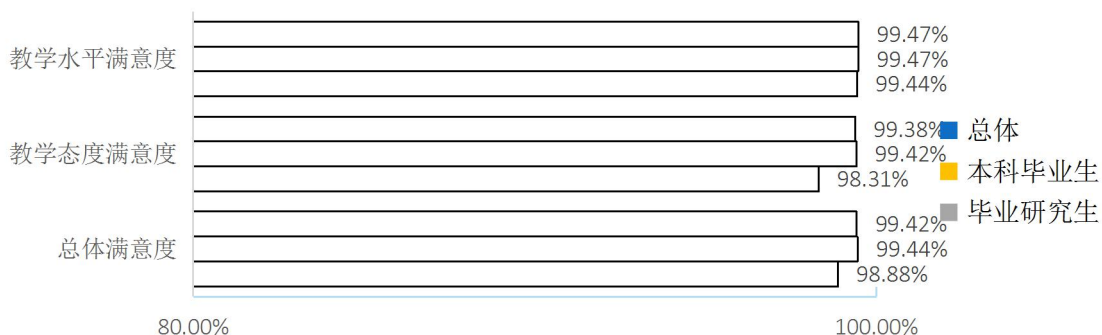 教学水平满意度
99.47%
99.47%
99.44%
教学态度满意度
99.38%
99.42%
98.31%
总体满意度
99.42%
99.44%
98.88%
80.00%
100.00%
总体
本科毕业生
毕业研究生